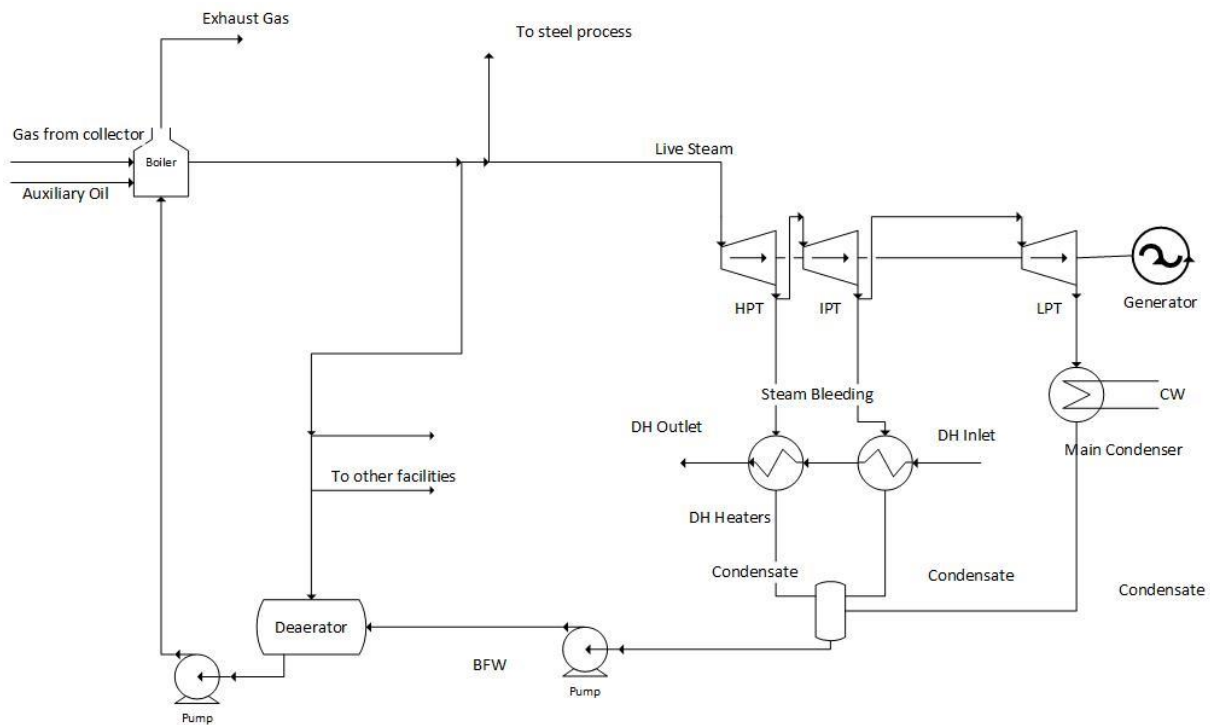 Exhaust Gas
To steel process
Gas from collector
Boiler
Live Steam
Auxiliary Oil
HPT
IPT
LPT
Generator
Steam Bleeding
CW
DH Outlet
DH Inlet
Main Condenser
To other facilities
DH Heaters
Condensate
Condensate
Condensate
Deaerator
BFW
Pump
Pump